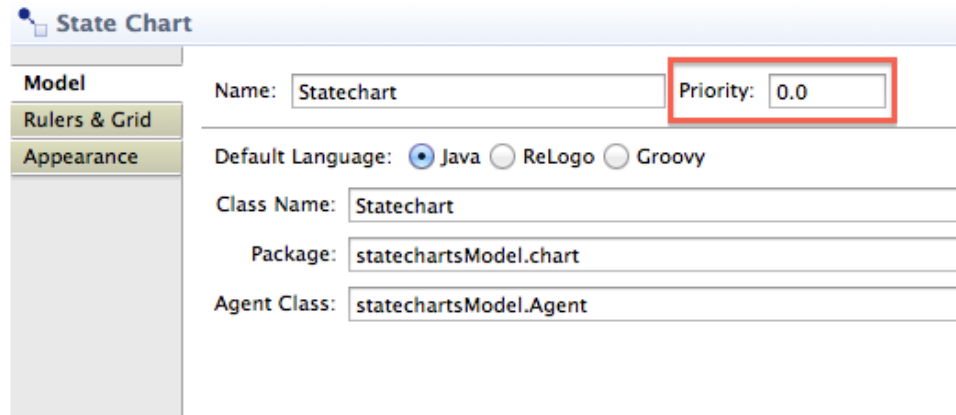 State Chart
Model
Rulers & Grid
Appearance
Name: Statechart Priority: 0.0
Default Language: Java ReLogo Groovy
Class Name: Statechart
Package: statechartsModel.chart
Agent Class: statechartsModel.Agent